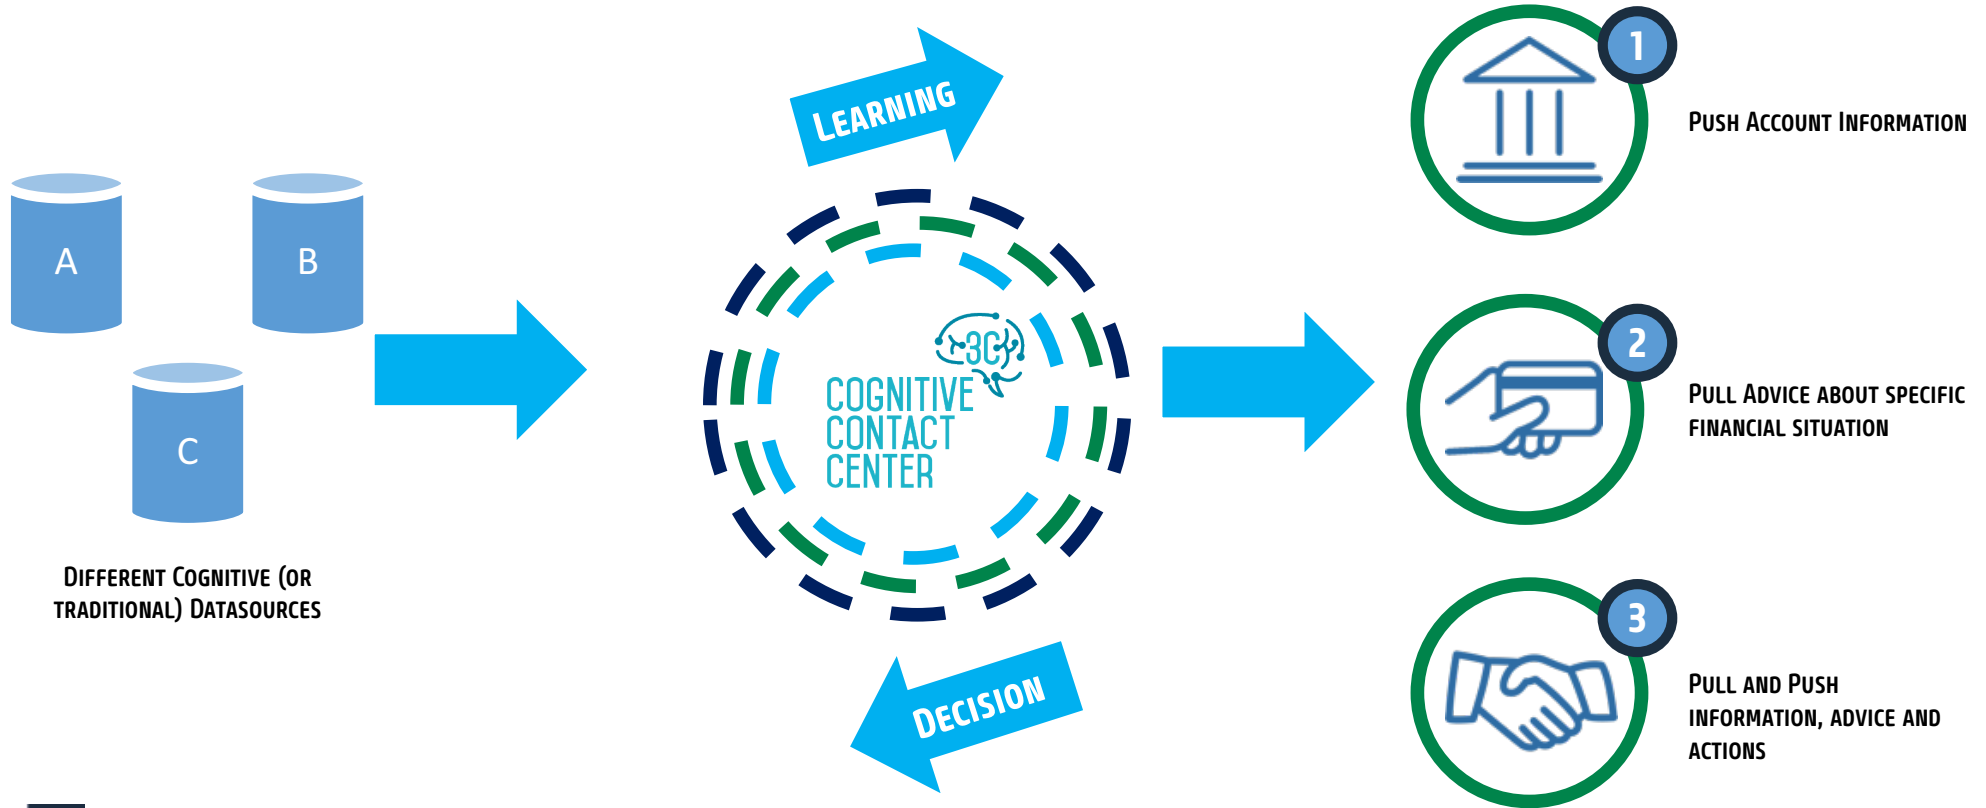 A
B
C
Different Cognitive (or
traditional) Datasources
Learning
3C
COGNITIVE
CONTACT
CENTER
Decision
1
Push Account Information
2
Pull Advice about specific
financial situation
3
Pull and Push
information, advice and
actions